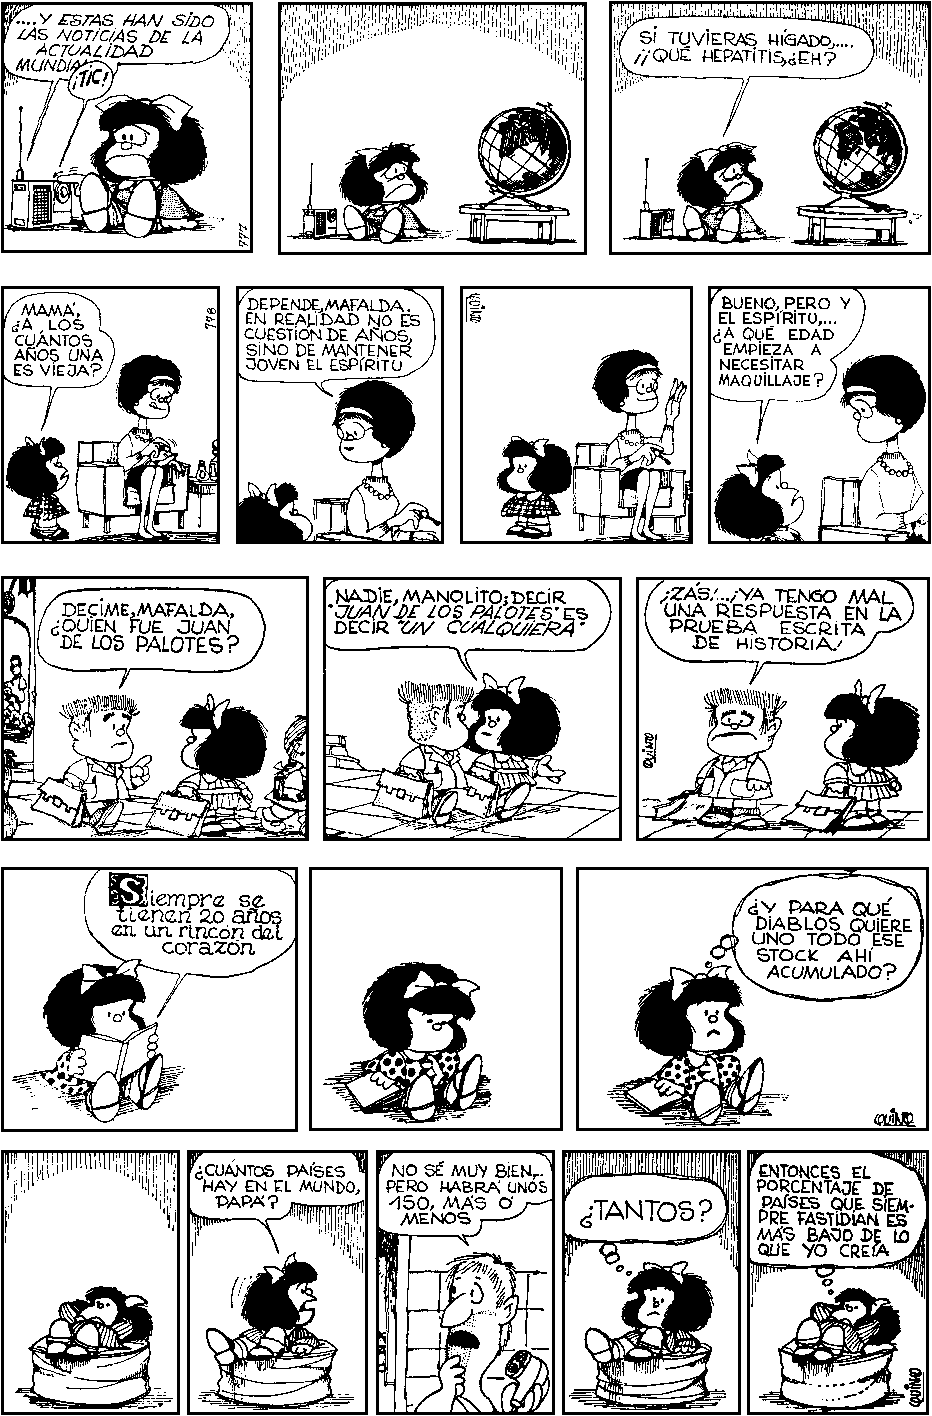 ....Y ESTAS HAN SIDO
LAS NOTICIAS DE LA
ACTUALIDAD
MUNDIAL
¡TIC!
777
SI TUVIERAS HÍGADO,....
¡¡QUÉ HEPATITIS,¿EH?
MAMÁ,
¿A LOS
CUÁNTOS
AÑOS UNA
ES VIEJA?
778
DEPENDE, MAFALDA.
EN REALIDAD NO ES
CUESTIÓN DE AÑOS,
SINO DE MANTENER
JOVEN EL ESPÍRITU
QUINO
BUENO, PERO Y
EL ESPÍRITU,...
¿A QUÉ EDAD
EMPIEZA A
NECESITAR
MAQUILLAJE?
DECIME, MAFALDA,
¿QUIÉN FUE JUAN
DE LOS PALOTES?
NADIE, MANOLITO; DECIR
"JUAN DE LOS PALOTES" ES
DECIR "UN CUALQUIERA"
¡ZÁS!...¡YA TENGO MAL
UNA RESPUESTA EN LA
PRUEBA ESCRITA
DE HISTORIA!
QUINO
Siempre se
tienen 20 años
en un rincón del
corazón
¿Y PARA QUÉ
DIABLOS QUIERE
UNO TODO ESE
STOCK AHÍ
ACUMULADO?
QUINO
¿CUÁNTOS PAÍSES
HAY EN EL MUNDO,
PAPÁ?
NO SÉ MUY BIEN,..
PERO HABRÁ UNOS
150, MÁS O
MENOS
¿TANTOS?
ENTONCES EL
PORCENTAJE DE
PAÍSES QUE SIEM-
PRE FASTIDIAN ES
MÁS BAJO DE LO
QUE YO CREÍA
QUINO